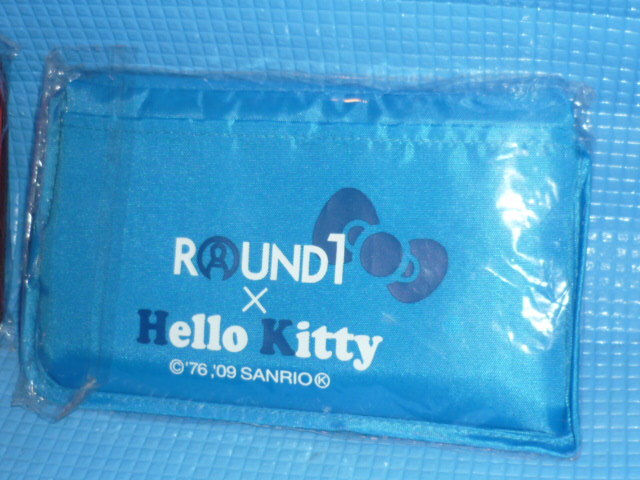 ROUND1
×
Hello Kitty
©'76,'09 SANRIO Ⓚ